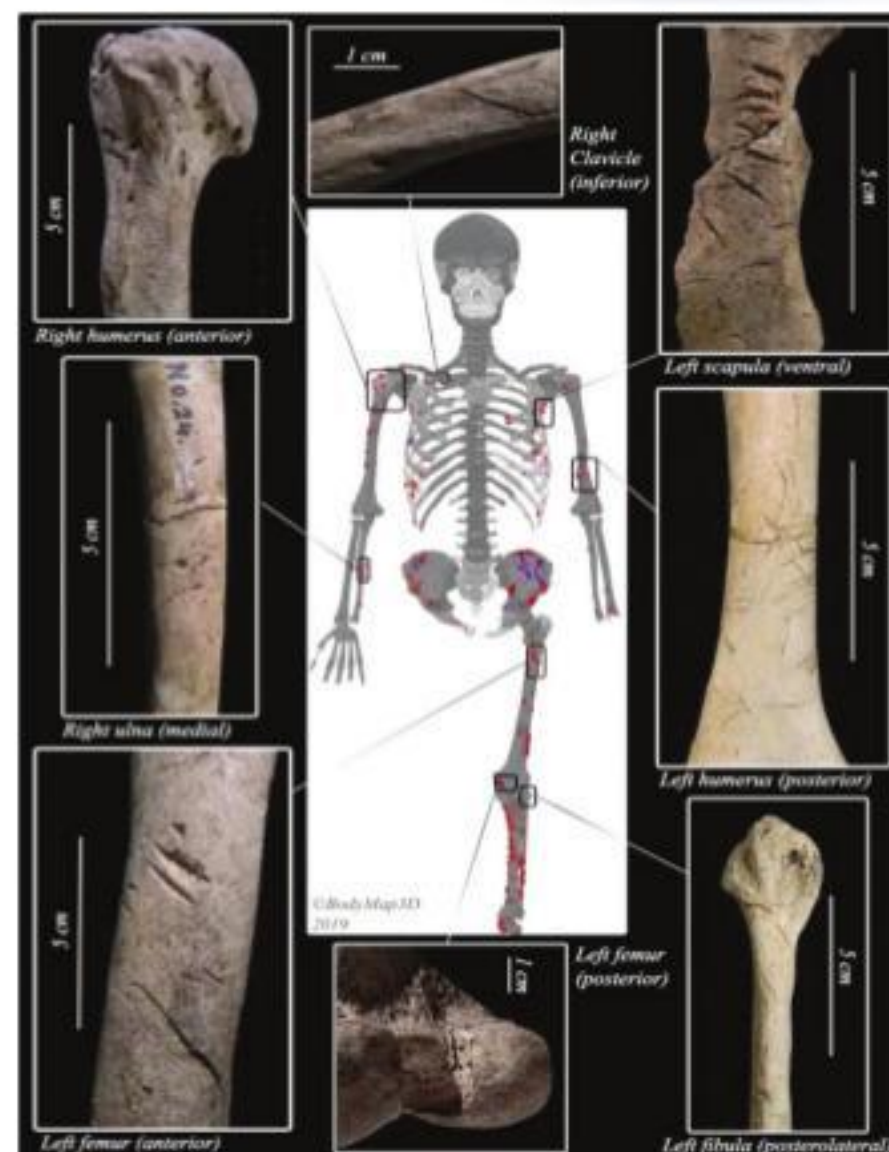 1 cm
Right
Clavicle
(inferior)
5 cm
Right humerus (anterior)
5 cm
Left scapula (ventral)
No. 24.
5 cm
Right ulna (medial)
5 cm
Left humerus (posterior)
©BodyMap3D
2019
5 cm
Left femur (anterior)
Left femur
(posterior)
1 cm
5 cm
Left fibula (posterolateral)